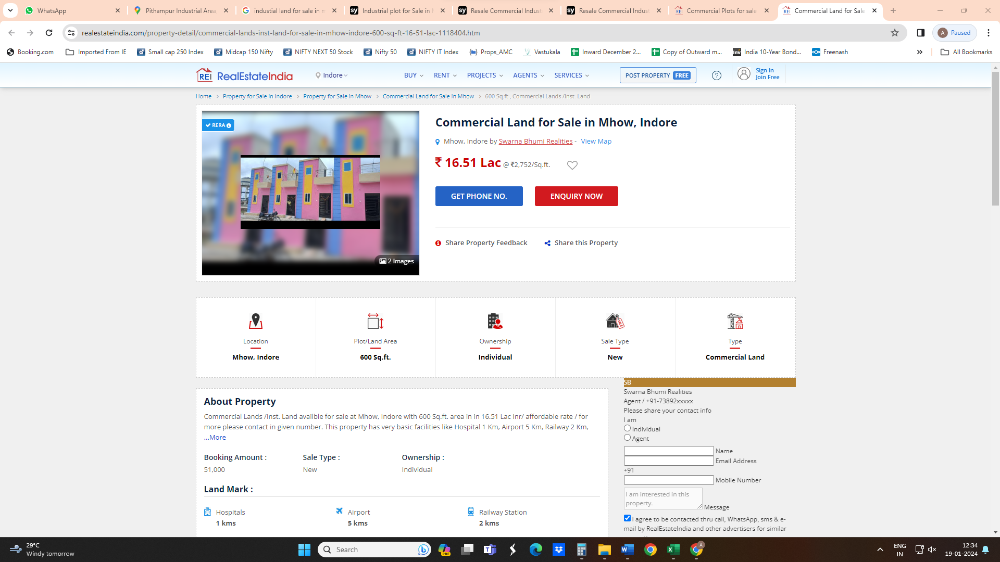 WhatsApp
Pithampur Industrial Area
industial land for sale in m
Industrial plot for Sale in
Resale Commercial Indust
Resale Commercial Indust
Commercial Plots for sale
Commercial Land for Sale
realestateindia.com/property-detail/commercial-lands-inst-land-for-sale-in-mhow-indore-600-sq-ft-16-51-lac-1118404.htm
A Paused
Booking.com
Imported From IE
Small cap 250 Index
Midcap 150 Nifty
NIFTY NEXT 50 Stock
Nifty 50
NIFTY IT Index
Props_AMC
Vastukala
Inward December 2...
Copy of Outward m...
India 10-Year Bond...
Freenash
All Bookmarks
REI RealEstateIndia
Indore
BUY
RENT
PROJECTS
AGENTS
SERVICES
POST PROPERTY FREE
Sign In
Join Free
Home > Property for Sale in Indore > Property for Sale in Mhow > Commercial Land for Sale in Mhow > 600 Sq.ft., Commercial Lands /Inst. Land
RERA
2 Images
Commercial Land for Sale in Mhow, Indore
Mhow, Indore by Swarna Bhumi Realities - View Map
₹ 16.51 Lac @ ₹2,752/Sq.ft.
GET PHONE NO.
ENQUIRY NOW
Share Property Feedback
Share this Property
Location
Mhow, Indore
Plot/Land Area
600 Sq.ft.
Ownership
Individual
SALE
Sale Type
New
Type
Commercial Land
About Property
Commercial Lands /Inst. Land availble for sale at Mhow, Indore with 600 Sq.ft. area in in 16.51 Lac Inr/ affordable rate / for
more please contact in given number. This property has very basic facilities like Hospital 1 Km, Airport 5 Km, Railway 2 Km,
...More
Booking Amount :
51,000
Sale Type :
New
Ownership :
Individual
Land Mark :
Hospitals
1 kms
Airport
5 kms
Railway Station
2 kms
SB
Swarna Bhumi Realities
Agent / +91-73892xxxxx
Please share your contact info
I am
Individual
Agent
Name
Email Address
+91
Mobile Number
I am interested in this
property.
Message
I agree to be contacted thru call, WhatsApp, sms & e-
mail by RealEstateIndia and other advertisers for similar
29°C
Windy tomorrow
Search
PRE
ENG
IN
12:34
19-01-2024